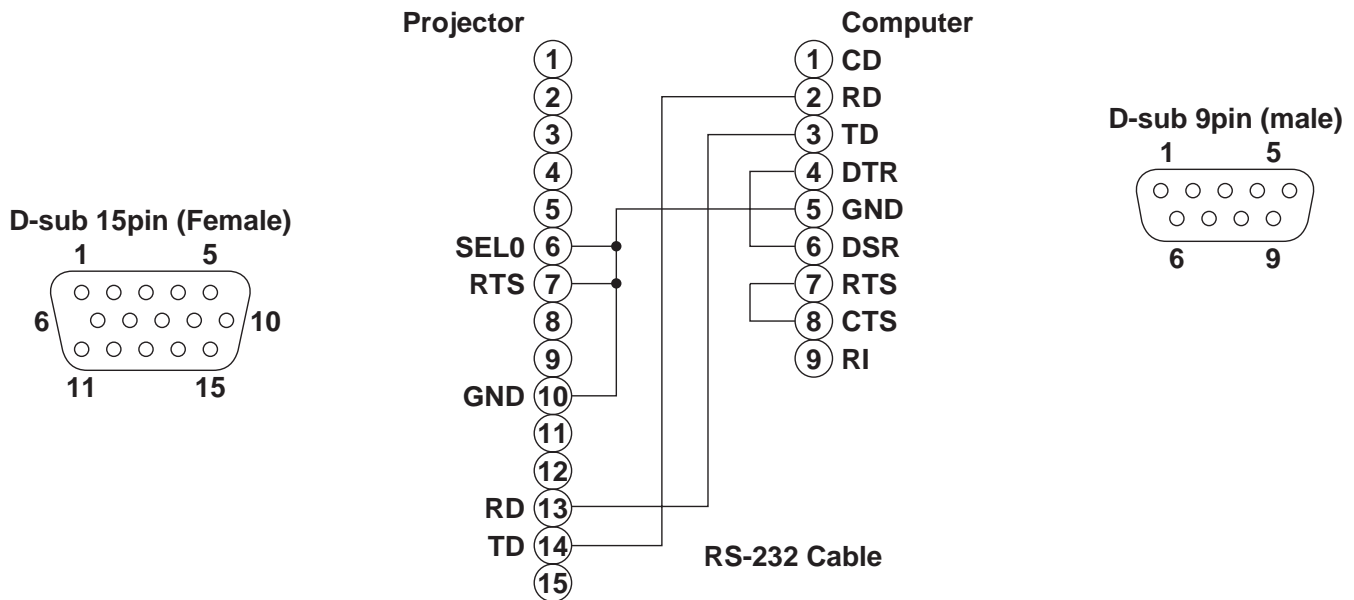 Projector
Computer
1
2
3
4
5
SEL0 6
RTS 7
8
9
GND 10
11
12
RD 13
TD 14
15
1 CD
2 RD
3 TD
4 DTR
5 GND
6 DSR
7 RTS
8 CTS
9 RI
D-sub 15pin (Female)
1 5
6 10
11 15
D-sub 9pin (male)
1 5
6 9
RS-232 Cable